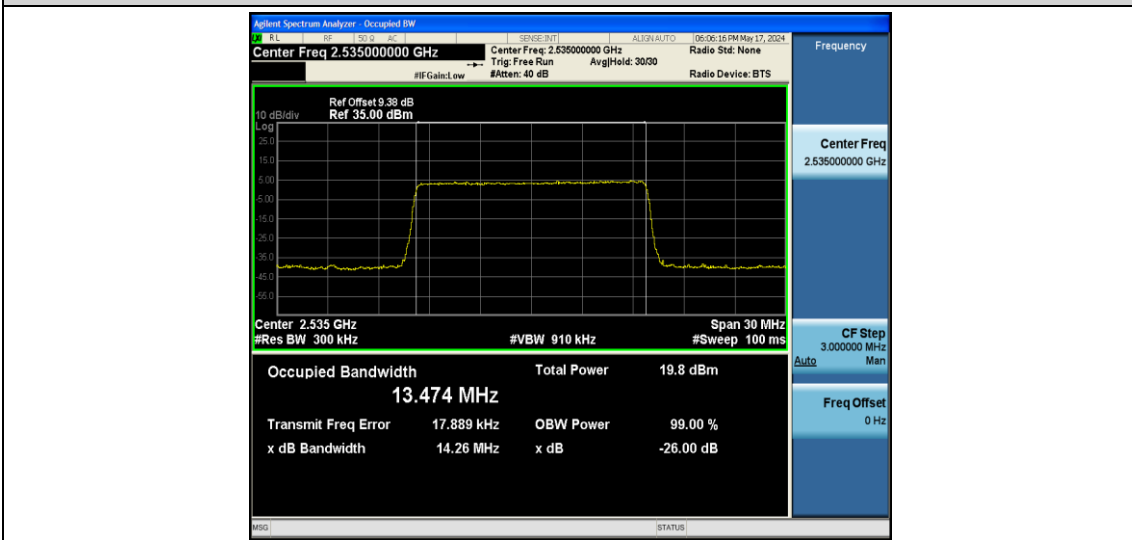 Agilent Spectrum Analyzer - Occupied BW
RL RF 50 Ω AC SENSE:INT ALIGN AUTO 06:06:16 PM May 17, 2024
Center Freq 2.535000000 GHz
Center Freq: 2.535000000 GHz Radio Std: None
Trig: Free Run Avg|Hold: 30/30
#IFGain:Low #Atten: 40 dB Radio Device: BTS
Frequency
Ref Offset 9.38 dB
10 dB/div Ref 35.00 dBm
Log
25.0
15.0
5.00
-5.00
-15.0
-25.0
-35.0
-45.0
-55.0
Center 2.535 GHz Span 30 MHz
#Res BW 300 kHz #VBW 910 kHz #Sweep 100 ms
Occupied Bandwidth Total Power 19.8 dBm
13.474 MHz
Transmit Freq Error 17.889 kHz OBW Power 99.00 %
x dB Bandwidth 14.26 MHz x dB -26.00 dB
Center Freq
2.535000000 GHz
CF Step
3.000000 MHz
Auto Man
Freq Offset
0 Hz
MSG STATUS